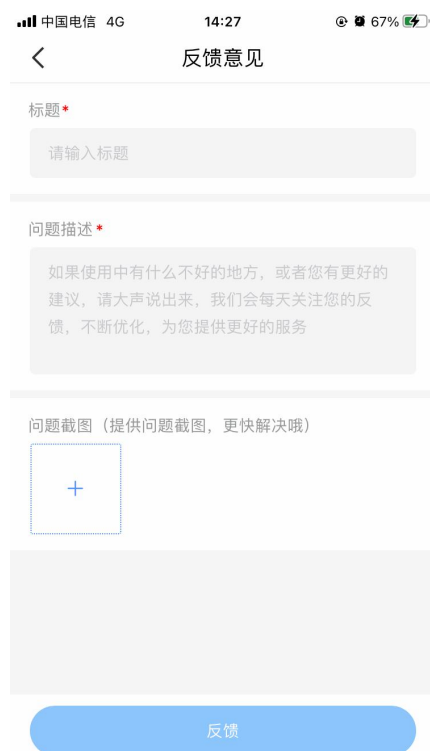 中国电信 4G 14:27 67%
反馈意见
标题*
请输入标题
问题描述*
如果使用中有什么不好的地方，或者您有更好的
建议，请大声说出来，我们会每天关注您的反
馈，不断优化，为您提供更好的服务
问题截图（提供问题截图，更快解决哦）
+
反馈